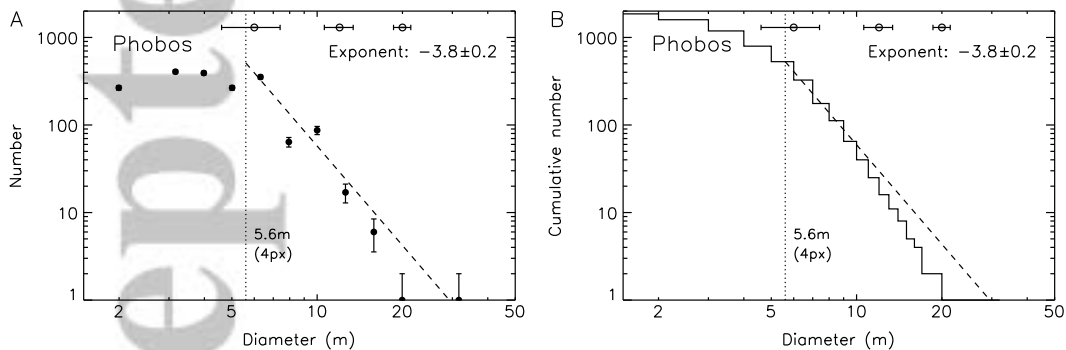 A
Phobos
Exponent: −3.8±0.2
1000
100
10
1
Number
5.6m
(4px)
2
5
10
20
50
Diameter (m)
B
Phobos
Exponent: −3.8±0.2
1000
100
10
1
Cumulative number
5.6m
(4px)
2
5
10
20
50
Diameter (m)
epte